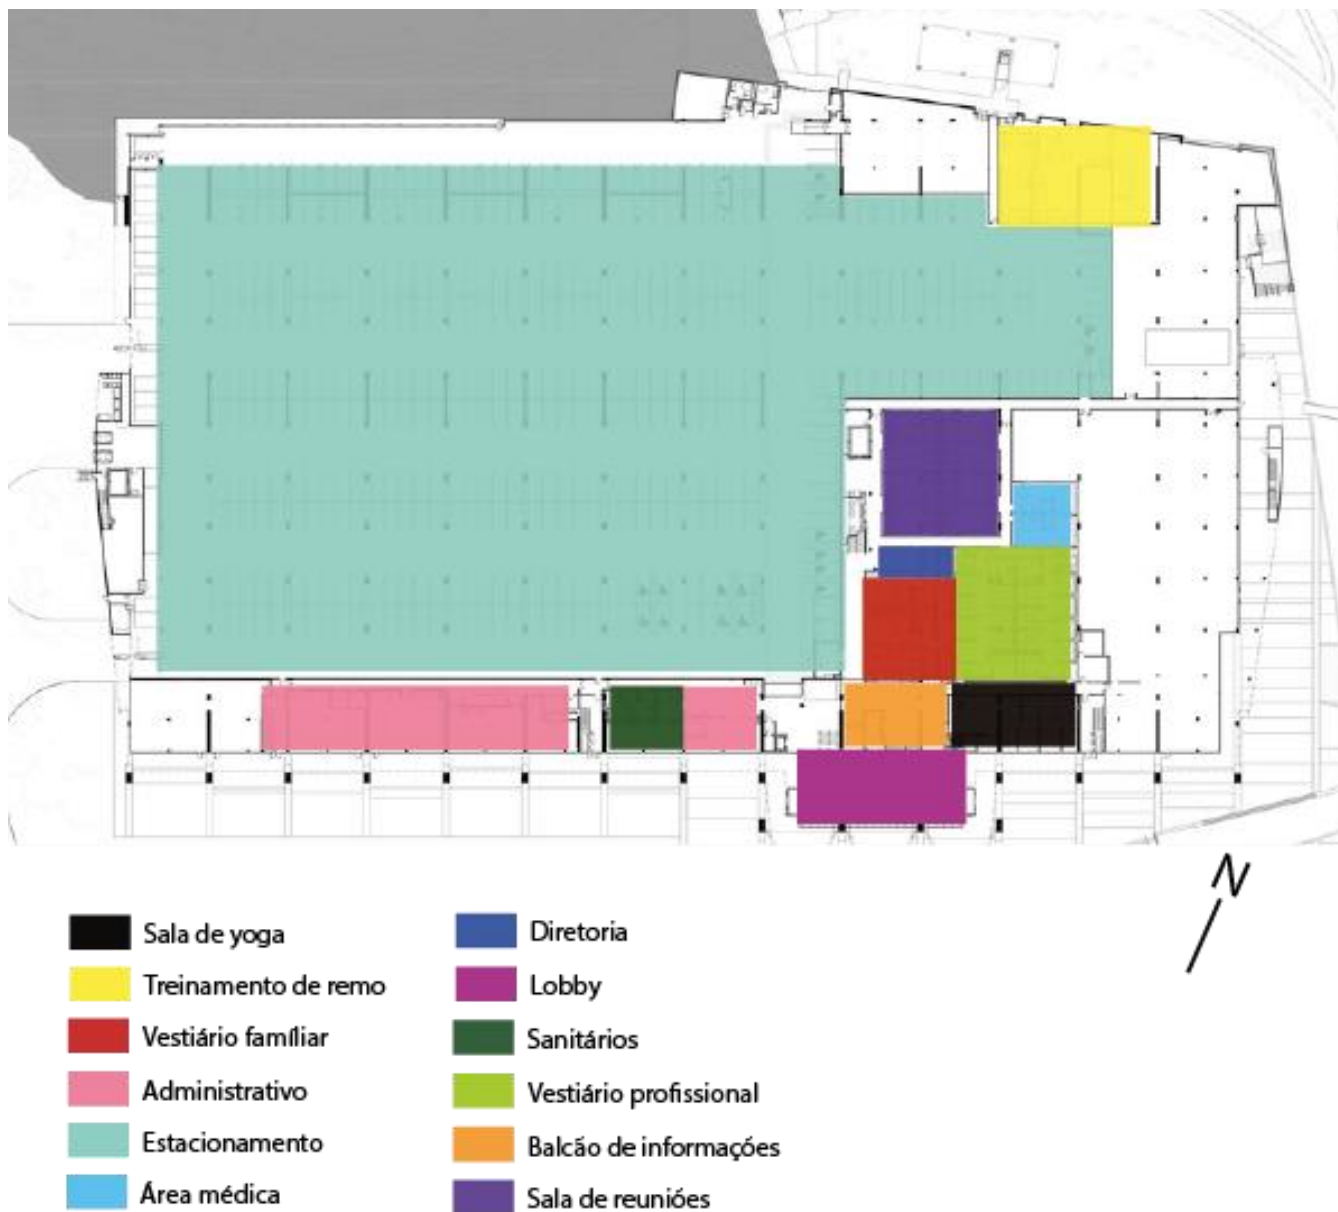 N
Sala de yoga
Treinamento de remo
Vestiário famíliar
Administrativo
Estacionamento
Área médica
Diretoria
Lobby
Sanitários
Vestiário profissional
Balcão de informações
Sala de reuniões